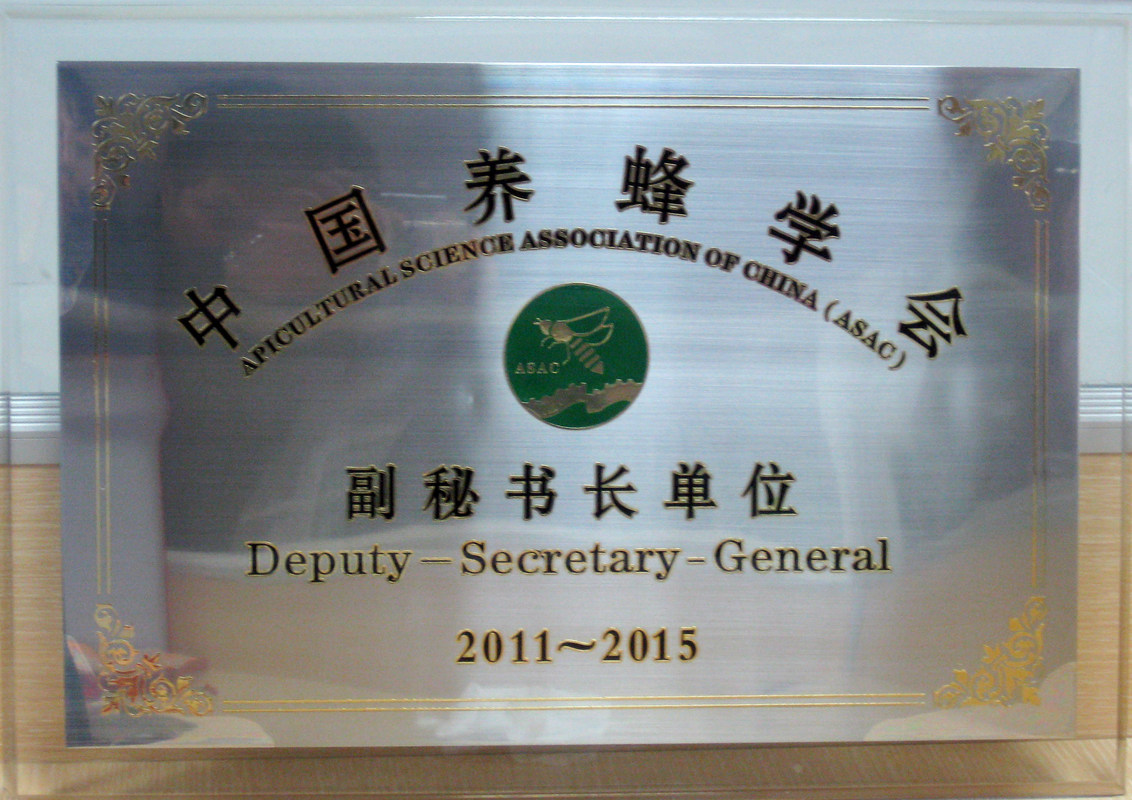 中国养蜂学会
APICULTURAL SCIENCE ASSOCIATION OF CHINA (ASAC)
ASAC
副秘书长单位
Deputy－Secretary-General
2011～2015